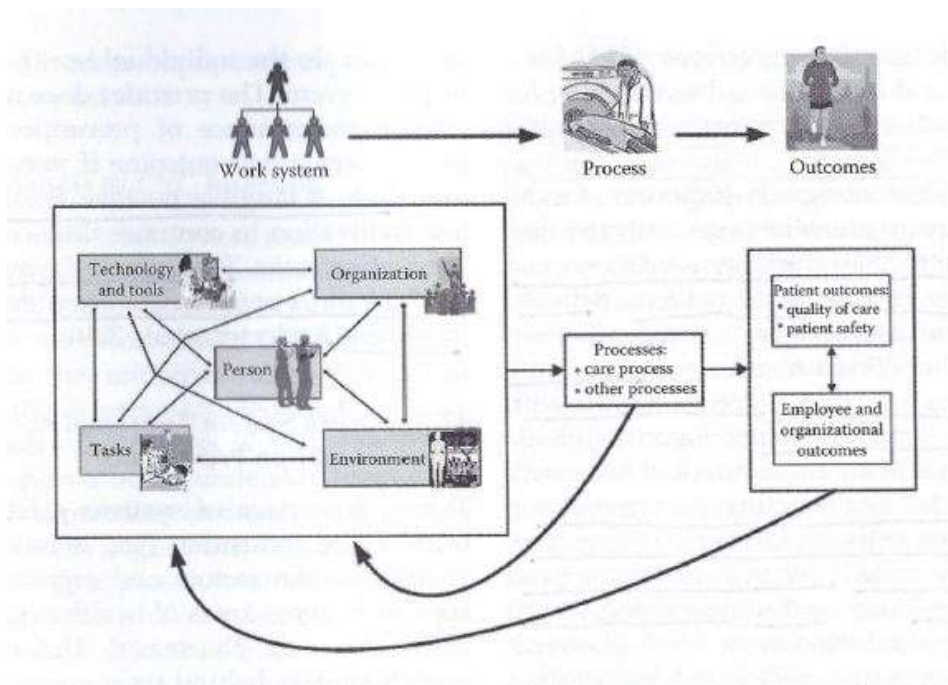 Work system
Process
Outcomes
Technology
and tools
Organization
Person
Tasks
Environment
Processes:
• care process
• other processes
Patient outcomes:
* quality of care
* patient safety
Employee and
organizational
outcomes